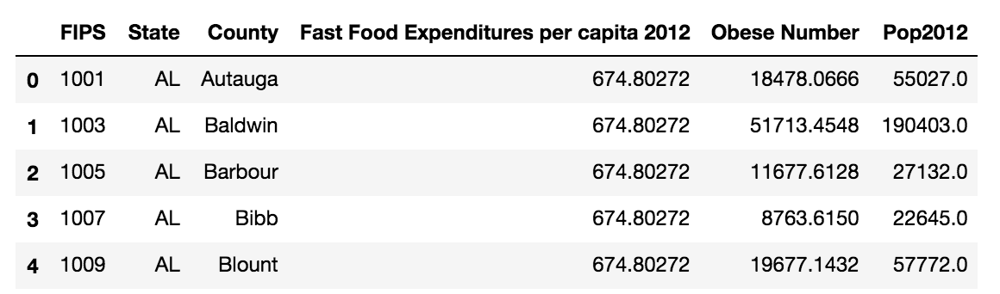 FIPS State County Fast Food Expenditures per capita 2012 Obese Number Pop2012
0 1001 AL Autauga 674.80272 18478.0666 55027.0
1 1003 AL Baldwin 674.80272 51713.4548 190403.0
2 1005 AL Barbour 674.80272 11677.6128 27132.0
3 1007 AL Bibb 674.80272 8763.6150 22645.0
4 1009 AL Blount 674.80272 19677.1432 57772.0